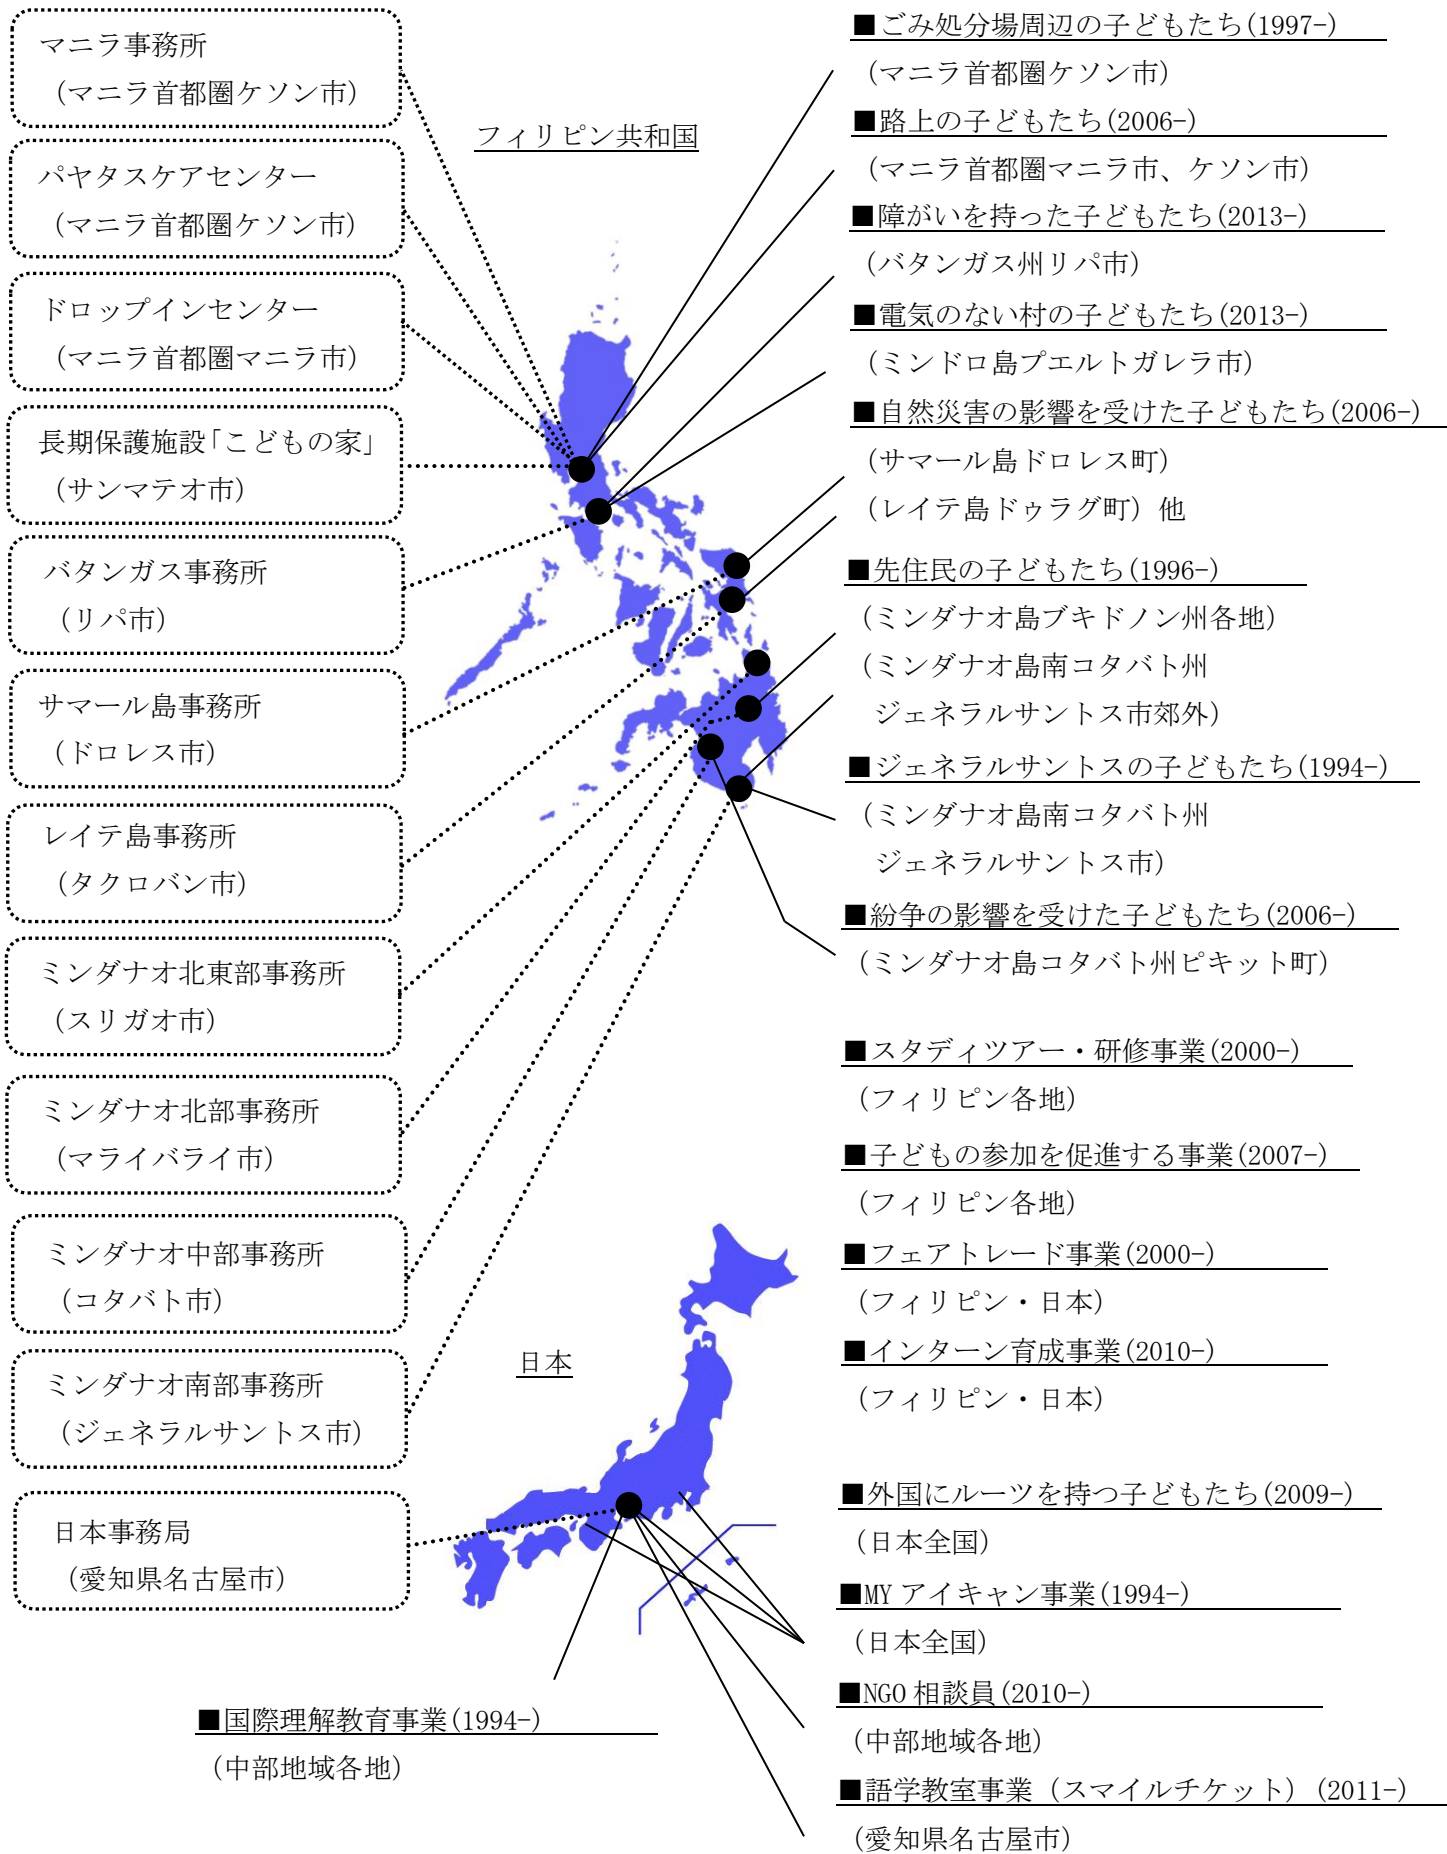 マニラ事務所
(マニラ首都圏ケソン市)
パヤタスケアセンター
(マニラ首都圏ケソン市)
ドロップインセンター
(マニラ首都圏マニラ市)
長期保護施設「こどもの家」
(サンマテオ市)
バタンガス事務所
(リパ市)
サマール島事務所
(ドロレス市)
レイテ島事務所
(タクロバン市)
ミンダナオ北東部事務所
(スリガオ市)
ミンダナオ北部事務所
(マライバライ市)
ミンダナオ中部事務所
(コタバト市)
ミンダナオ南部事務所
(ジェネラルサントス市)
日本事務局
(愛知県名古屋市)
フィリピン共和国
日本
■ごみ処分場周辺の子どもたち(1997-)
(マニラ首都圏ケソン市)
■路上の子どもたち(2006-)
(マニラ首都圏マニラ市、ケソン市)
■障がいを持った子どもたち(2013-)
(バタンガス州リパ市)
■電気のない村の子どもたち(2013-)
(ミンドロ島プエルトガレラ市)
■自然災害の影響を受けた子どもたち(2006-)
(サマール島ドロレス町)
(レイテ島ドゥラグ町)他
■先住民の子どもたち(1996-)
(ミンダナオ島ブキドノン州各地)
(ミンダナオ島南コタバト州
ジェネラルサントス市郊外)
■ジェネラルサントスの子どもたち(1994-)
(ミンダナオ島南コタバト州
ジェネラルサントス市)
■紛争の影響を受けた子どもたち(2006-)
(ミンダナオ島コタバト州ピキット町)
■スタディツアー・研修事業(2000-)
(フィリピン各地)
■子どもの参加を促進する事業(2007-)
(フィリピン各地)
■フェアトレード事業(2000-)
(フィリピン・日本)
■インターン育成事業(2010-)
(フィリピン・日本)
■外国にルーツを持つ子どもたち(2009-)
(日本全国)
■MYアイキャン事業(1994-)
(日本全国)
■NGO相談員(2010-)
(中部地域各地)
■語学教室事業(スマイルチケット)(2011-)
(愛知県名古屋市)
■国際理解教育事業(1994-)
(中部地域各地)